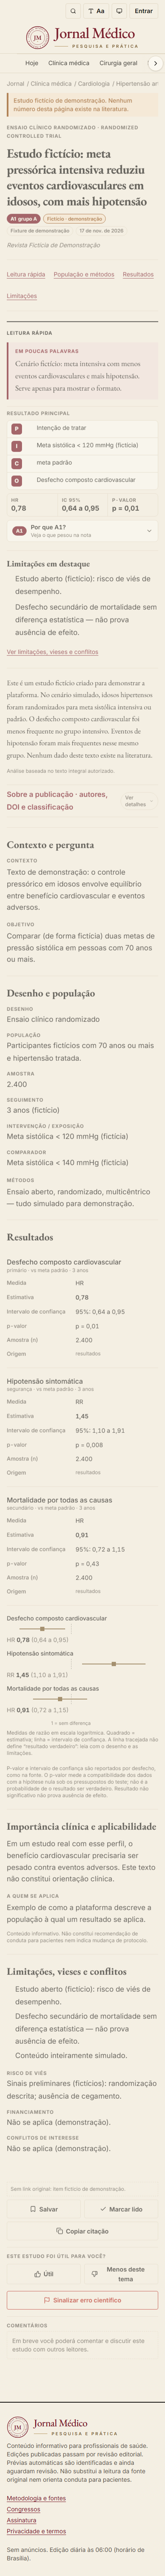 Aa
Entrar
JM
Jornal Médico
PESQUISA E PRÁTICA
Hoje Clínica médica Cirurgia geral
Jornal / Clínica médica / Cardiologia / Hipertensão ar
Estudo fictício de demonstração. Nenhum
número desta página existe na literatura.
ENSAIO CLÍNICO RANDOMIZADO · RANDOMIZED
CONTROLLED TRIAL
Estudo fictício: meta
pressórica intensiva reduziu
eventos cardiovasculares em
idosos, com mais hipotensão
A1 grupo A
Fictício · demonstração
Fixture de demonstração
17 de nov. de 2026
Revista Fictícia de Demonstração
Leitura rápida População e métodos Resultados
Limitações
LEITURA RÁPIDA
EM POUCAS PALAVRAS
Cenário fictício: meta intensiva com menos
eventos cardiovasculares e mais hipotensão.
Serve apenas para mostrar o formato.
RESULTADO PRINCIPAL
P Intenção de tratar
I Meta sistólica < 120 mmHg (fictícia)
C meta padrão
O Desfecho composto cardiovascular
HR
0,78
IC 95%
0,64 a 0,95
P-VALOR
p = 0,01
A1 Por que A1?
Veja o que pesou na nota
Limitações em destaque
Estudo aberto (fictício): risco de viés de
desempenho.
Desfecho secundário de mortalidade sem
diferença estatística — não prova
ausência de efeito.
Ver limitações, vieses e conflitos
Este é um estudo fictício criado para demonstrar a
plataforma. No cenário simulado, idosos hipertensos
foram randomizados para meta sistólica intensiva ou
padrão. O desfecho cardiovascular composto foi
menos frequente no grupo intensivo. Eventos de
hipotensão foram mais frequentes nesse mesmo
grupo. Nenhum dado deste texto existe na literatura.
Análise baseada no texto integral autorizado.
Sobre a publicação · autores,
DOI e classificação
Ver
detalhes
Contexto e pergunta
CONTEXTO
Texto de demonstração: o controle
pressórico em idosos envolve equilíbrio
entre benefício cardiovascular e eventos
adversos.
OBJETIVO
Comparar (de forma fictícia) duas metas de
pressão sistólica em pessoas com 70 anos
ou mais.
Desenho e população
DESENHO
Ensaio clínico randomizado
POPULAÇÃO
Participantes fictícios com 70 anos ou mais
e hipertensão tratada.
AMOSTRA
2.400
SEGUIMENTO
3 anos (fictício)
INTERVENÇÃO / EXPOSIÇÃO
Meta sistólica < 120 mmHg (fictícia)
COMPARADOR
Meta sistólica < 140 mmHg (fictícia)
MÉTODOS
Ensaio aberto, randomizado, multicêntrico
— tudo simulado para demonstração.
Resultados
Desfecho composto cardiovascular
primário · vs meta padrão · 3 anos
Medida HR
Estimativa 0,78
Intervalo de confiança 95%: 0,64 a 0,95
p-valor p = 0,01
Amostra (n) 2.400
Origem resultados
Hipotensão sintomática
segurança · vs meta padrão · 3 anos
Medida RR
Estimativa 1,45
Intervalo de confiança 95%: 1,10 a 1,91
p-valor p = 0,008
Amostra (n) 2.400
Origem resultados
Mortalidade por todas as causas
secundário · vs meta padrão · 3 anos
Medida HR
Estimativa 0,91
Intervalo de confiança 95%: 0,72 a 1,15
p-valor p = 0,43
Amostra (n) 2.400
Origem resultados
Desfecho composto cardiovascular
HR 0,78 (0,64 a 0,95)
Hipotensão sintomática
RR 1,45 (1,10 a 1,91)
Mortalidade por todas as causas
HR 0,91 (0,72 a 1,15)
1 = sem diferença
Medidas de razão em escala logarítmica. Quadrado =
estimativa; linha = intervalo de confiança. A linha tracejada não
define "resultado verdadeiro": leia com o desenho e as
limitações.
P-valor e intervalo de confiança são reportados por desfecho,
como na fonte. O p-valor mede a compatibilidade dos dados
com a hipótese nula sob os pressupostos do teste; não é a
probabilidade de o resultado ser verdadeiro. Resultado não
significativo não prova ausência de efeito.
Importância clínica e aplicabilidade
Em um estudo real com esse perfil, o
benefício cardiovascular precisaria ser
pesado contra eventos adversos. Este texto
não constitui orientação clínica.
A QUEM SE APLICA
Exemplo de como a plataforma descreve a
população à qual um resultado se aplica.
Conteúdo informativo. Não constitui recomendação de
conduta para pacientes nem indica mudança de protocolo.
Limitações, vieses e conflitos
Estudo aberto (fictício): risco de viés de
desempenho.
Desfecho secundário de mortalidade sem
diferença estatística — não prova
ausência de efeito.
Conteúdo inteiramente simulado.
RISCO DE VIÉS
Sinais preliminares (fictícios): randomização
descrita; ausência de cegamento.
FINANCIAMENTO
Não se aplica (demonstração).
CONFLITOS DE INTERESSE
Não se aplica (demonstração).
Sem link original: item fictício de demonstração.
Salvar
Marcar lido
Copiar citação
ESTE ESTUDO FOI ÚTIL PARA VOCÊ?
Útil
Menos deste
tema
Sinalizar erro científico
COMENTÁRIOS
Em breve você poderá comentar e discutir este
estudo com outros leitores.
JM
Jornal Médico
PESQUISA E PRÁTICA
Conteúdo informativo para profissionais de saúde.
Edições publicadas passam por revisão editorial.
Prévias automáticas são identificadas e ainda
aguardam revisão. Não substitui a leitura da fonte
original nem orienta conduta para pacientes.
Metodologia e fontes
Congressos
Assinatura
Privacidade e termos
Sem anúncios. Edição diária às 06:00 (horário de
Brasília).